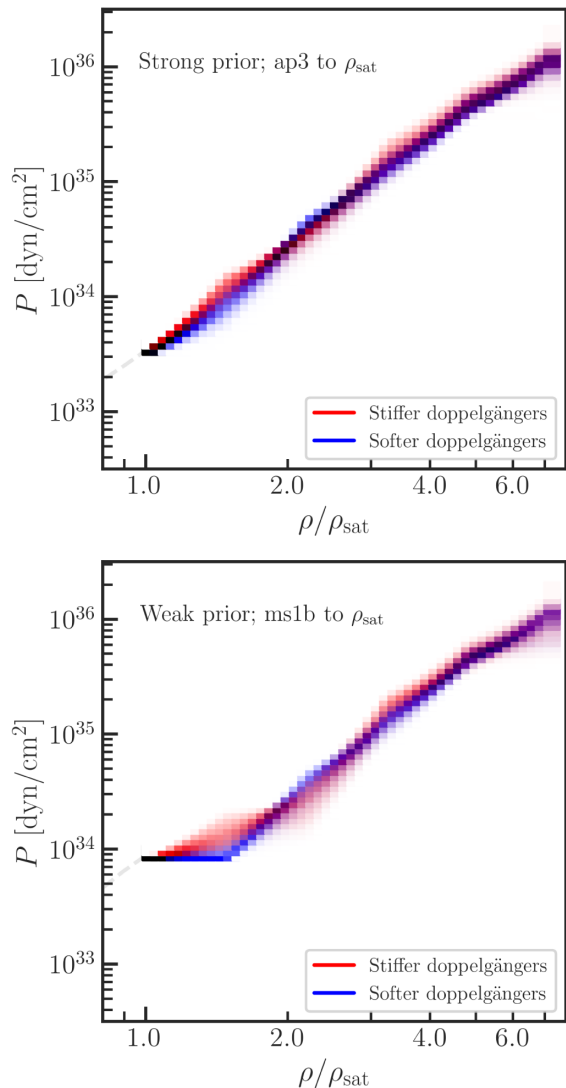 10^36
Strong prior; ap3 to ρ_sat
10^35
P [dyn/cm^2]
10^34
10^33
Stiffer doppelgängers
Softer doppelgängers
1.0 2.0 4.0 6.0
ρ/ρ_sat
10^36
Weak prior; ms1b to ρ_sat
10^35
P [dyn/cm^2]
10^34
10^33
Stiffer doppelgängers
Softer doppelgängers
1.0 2.0 4.0 6.0
ρ/ρ_sat